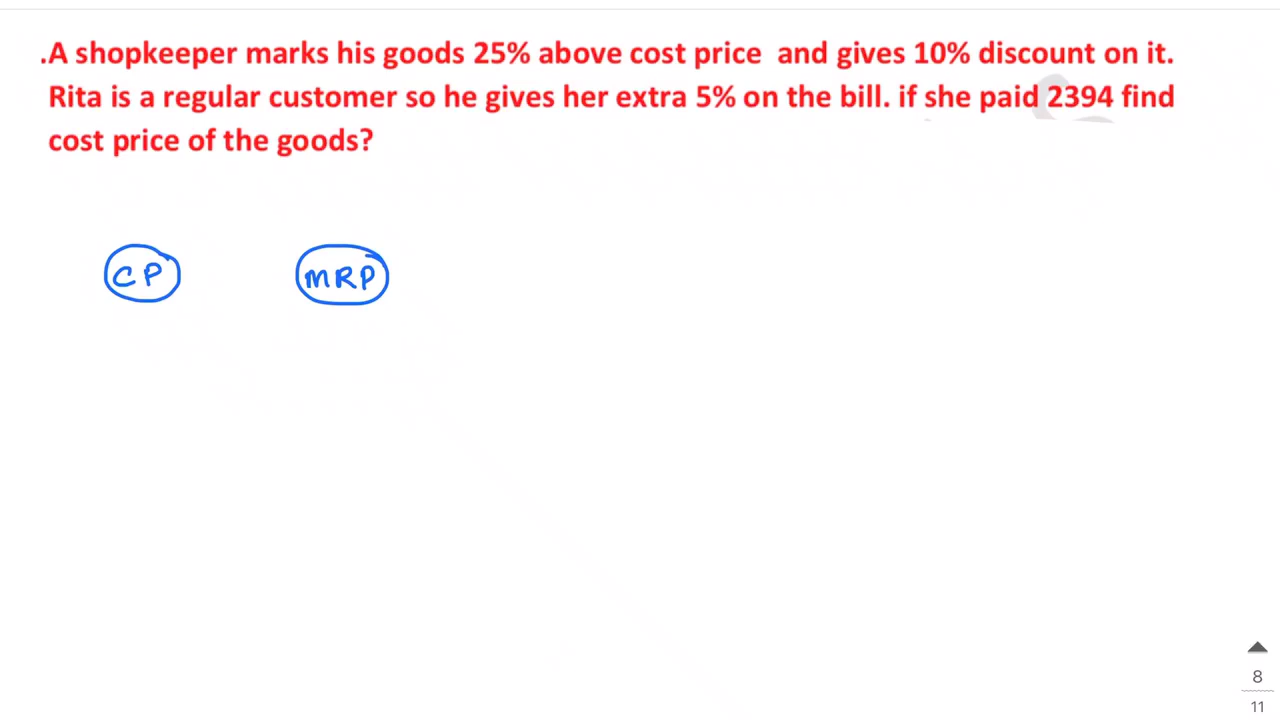 .A shopkeeper marks his goods 25% above cost price and gives 10% discount on it.
Rita is a regular customer so he gives her extra 5% on the bill. if she paid 2394 find
cost price of the goods?
CP MRP
8
11